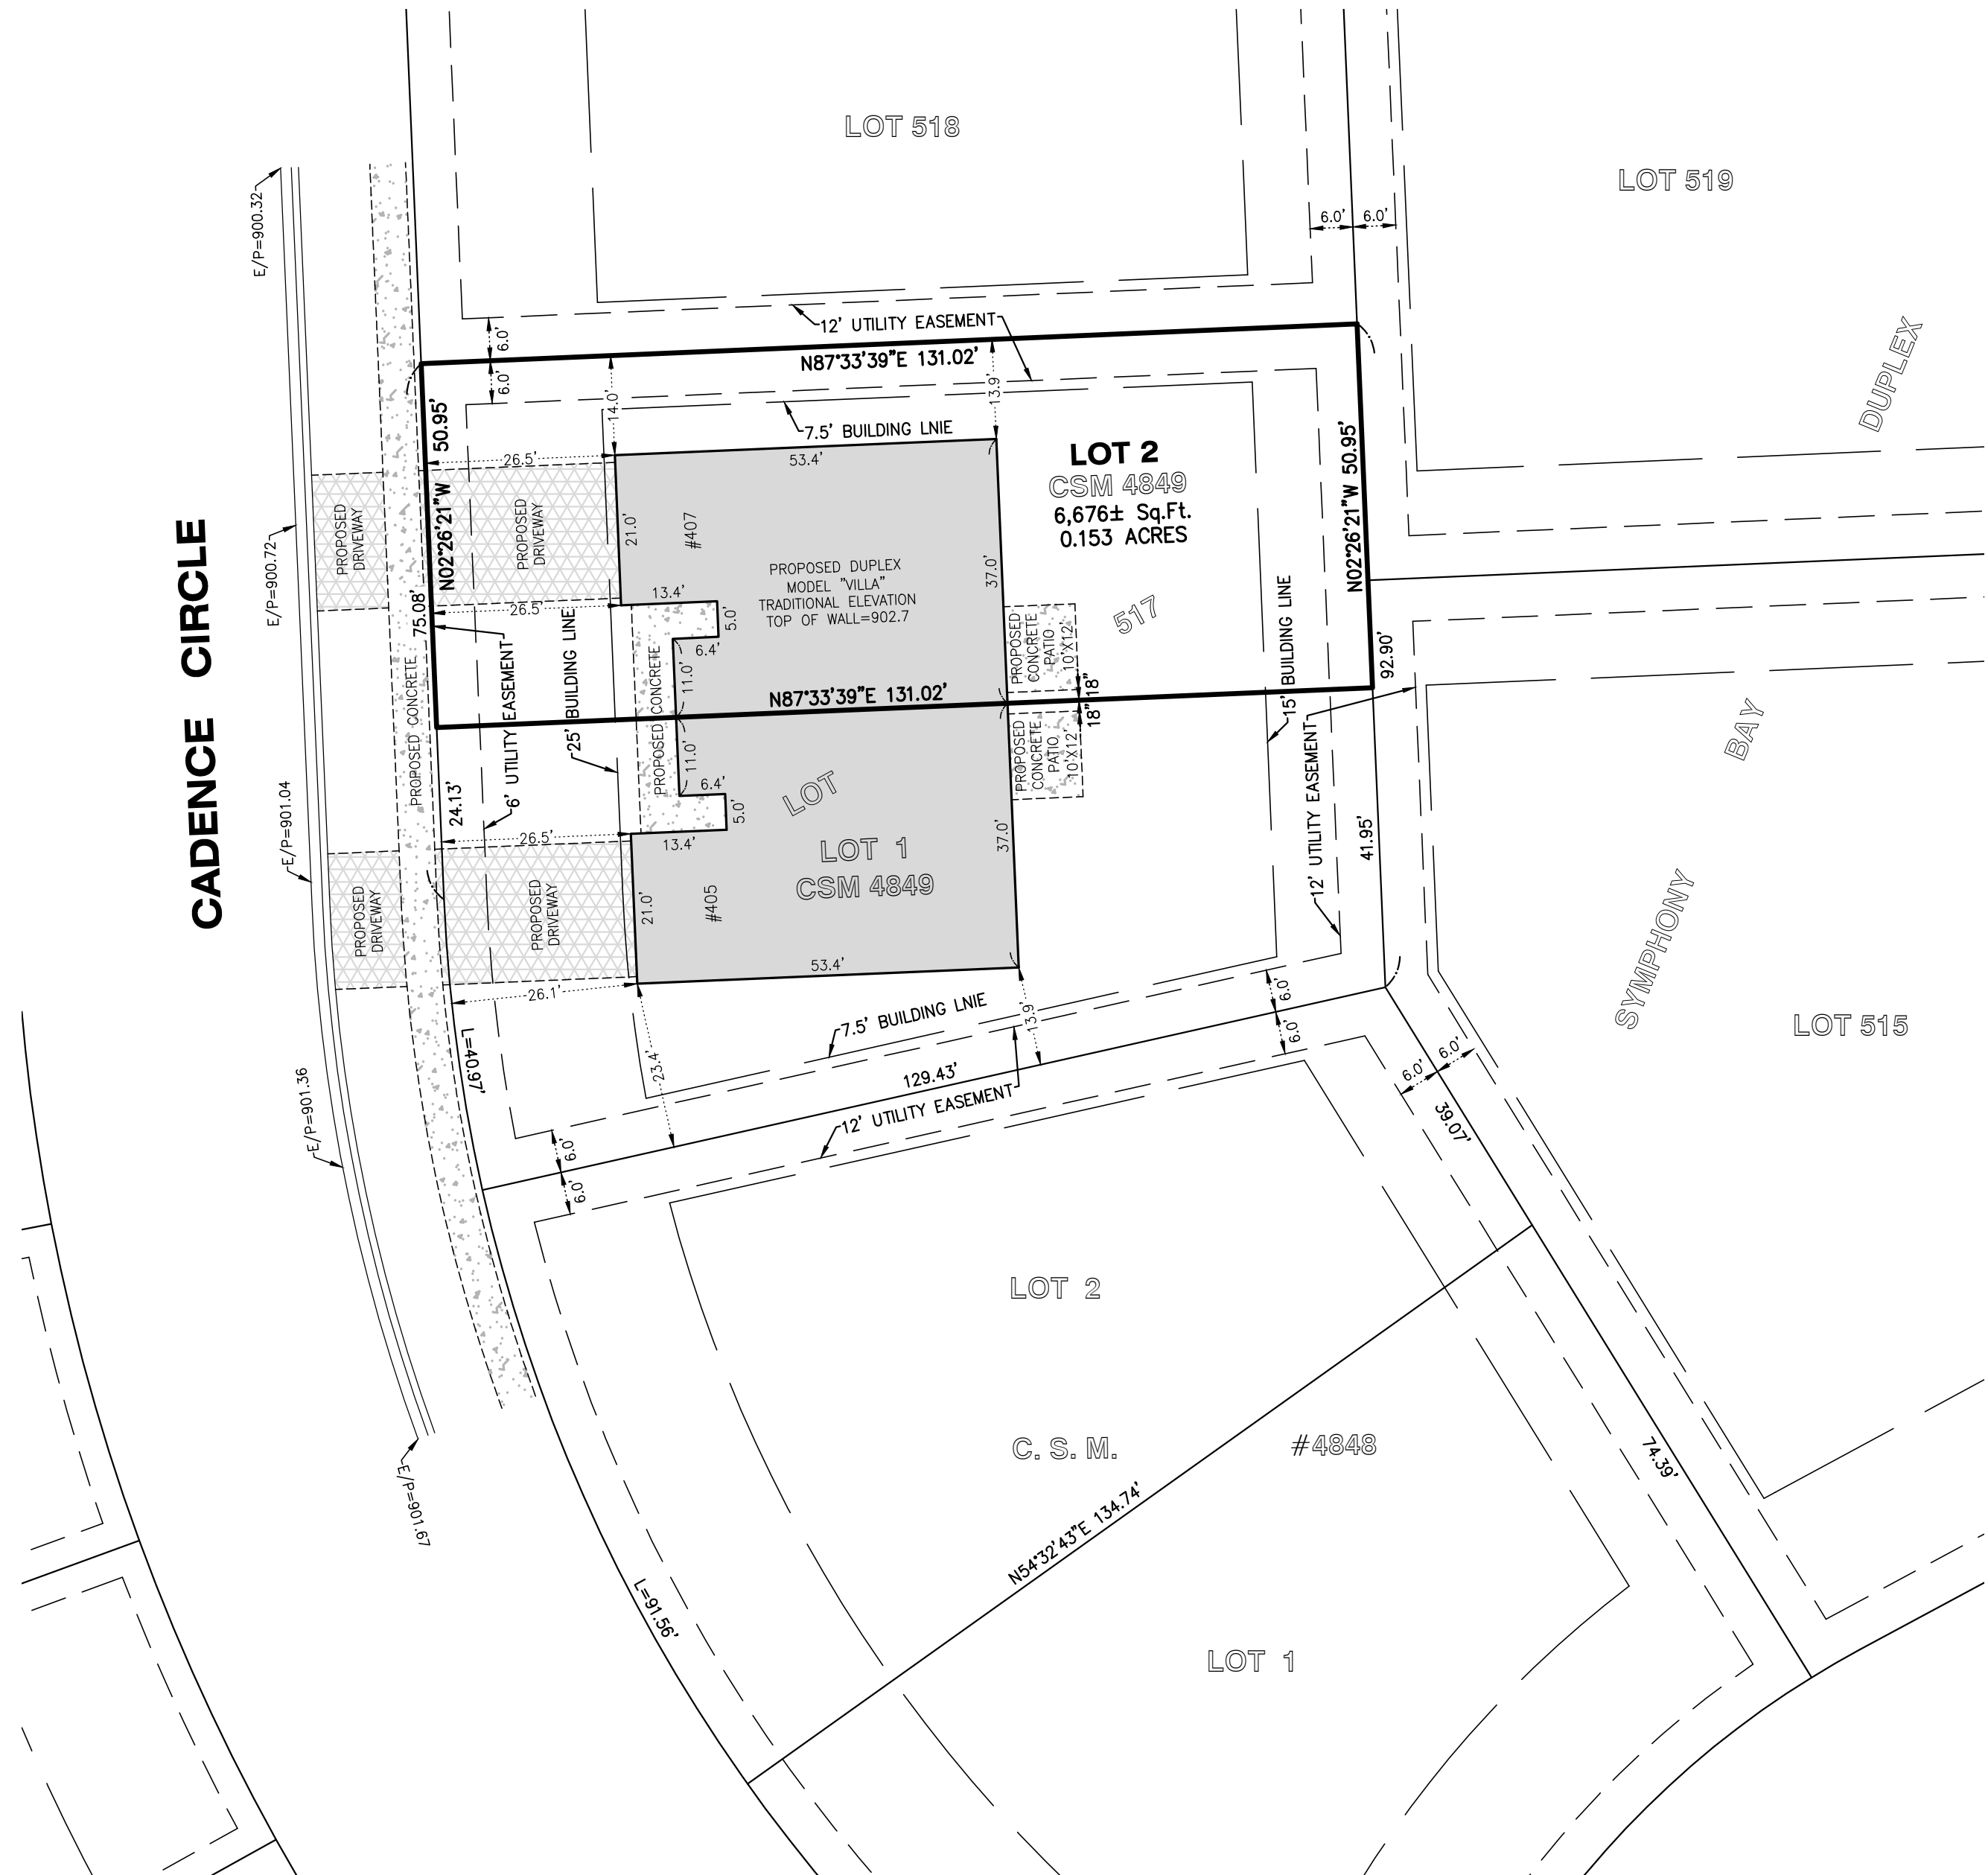 LOT 518
LOT 519
E/P=900.32
6.0' 6.0'
12' UTILITY EASEMENT
N87°33'39"E 131.02'
6.0'
6.0'
14.0'
13.9'
7.5' BUILDING LNIE
DUPLEX
50.95'
N02°26'21"W
75.08'
26.5'
53.4'
LOT 2
CSM 4849
6,676± Sq.Ft.
0.153 ACRES
N02°26'21"W 50.95'
CADENCE CIRCLE
E/P=900.72
PROPOSED
DRIVEWAY
PROPOSED
DRIVEWAY
21.0'
#407
PROPOSED DUPLEX
MODEL "VILLA"
TRADITIONAL ELEVATION
TOP OF WALL=902.7
37.0'
13.4'
26.5'
5.0'
6.4'
11.0'
517
PROPOSED
CONCRETE
PATIO
10'X12'
18"
18"
15' BUILDING LINE
92.90'
PROPOSED CONCRETE
6' UTILITY EASEMENT
25' BUILDING LINE
PROPOSED CONCRETE
N87°33'39"E 131.02'
PROPOSED
CONCRETE
PATIO
10'X12'
12' UTILITY EASEMENT
BAY
11.0'
6.4'
5.0'
LOT
24.13'
E/P=901.04
26.5'
13.4'
LOT 1
CSM 4849
37.0'
41.95'
PROPOSED
DRIVEWAY
PROPOSED
DRIVEWAY
21.0'
#405
53.4'
26.1'
SYMPHONY
LOT 515
7.5' BUILDING LNIE
13.9'
6.0'
6.0'
L=40.97'
23.4'
129.43'
12' UTILITY EASEMENT
6.0'
6.0'
39.07'
E/P=901.36
6.0'
6.0'
LOT 2
C. S. M. #4848
N54°32'43"E 134.74'
74.39'
E/P=901.67
L=91.56'
LOT 1